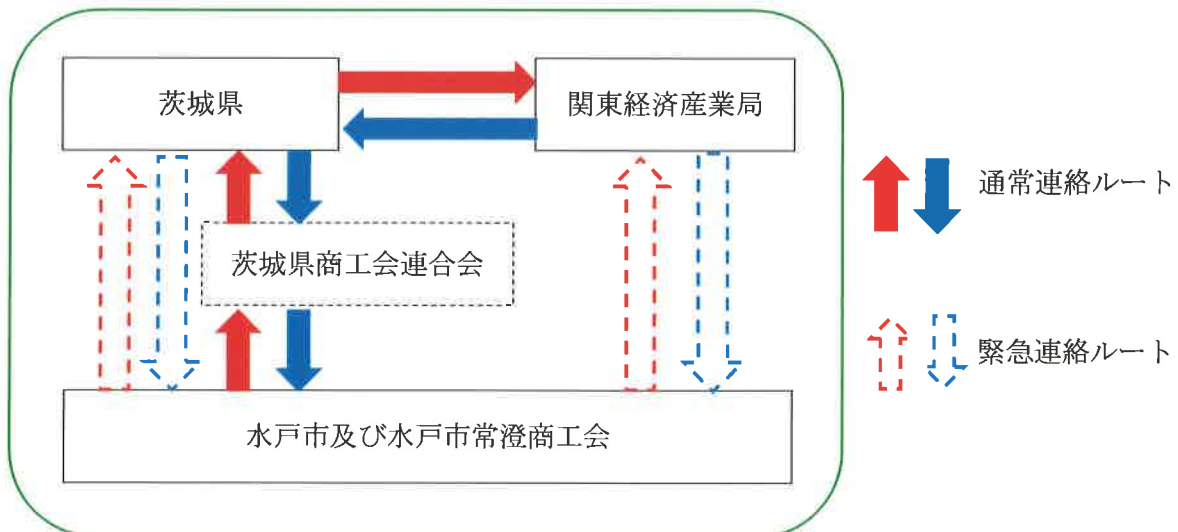 茨城県
関東経済産業局
通常連絡ルート
茨城県商工会連合会
緊急連絡ルート
水戸市及び水戸市常澄商工会